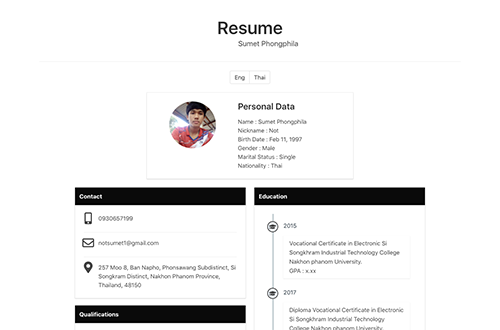 Resume
Sumet Phongphila
Eng Thai
Personal Data
Name : Sumet Phongphila
Nickname : Not
Birth Date : Feb 11, 1997
Gender : Male
Marital Status : Single
Nationality : Thai
Contact
0930657199
notsumet1@gmail.com
257 Moo 8, Ban Napho, Phonsawang Subdistinct, Si
Songkram Distinct, Nakhon Phanom Province,
Thailand, 48150
Qualifications
Education
2015
Vocational Certificate in Electronic Si
Songkhram Industrial Technology College
Nakhon phanom University.
GPA : x.xx
2017
Diploma Vocational Certificate in Electronic
Si Songkhram Industrial Technology
College Nakhon phanom University.